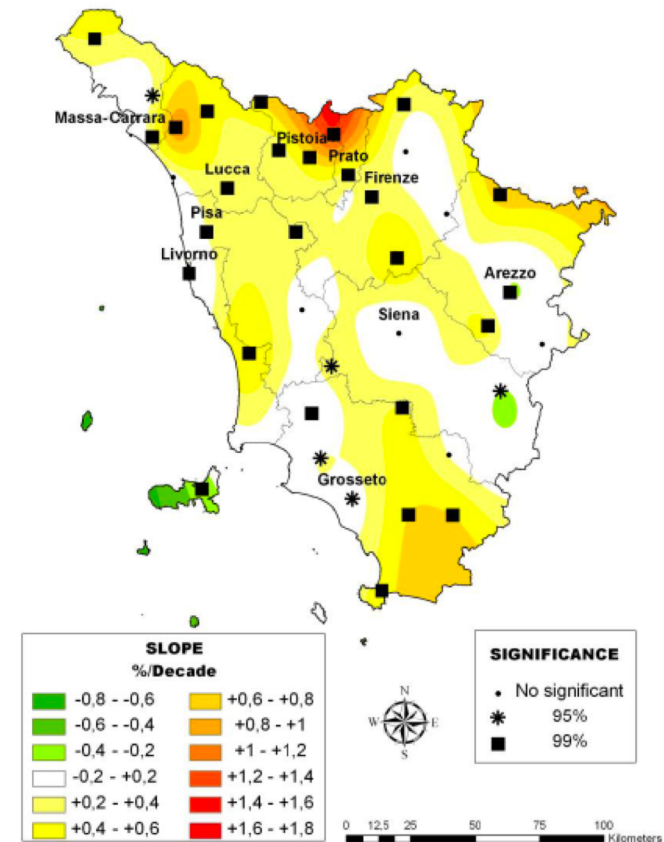 Massa-Carrara
Pistoia
Prato
Lucca
Firenze
Pisa
Livorno
Arezzo
Siena
Grosseto
SLOPE
%/Decade
-0,8 - -0,6
-0,6 - -0,4
-0,4 - -0,2
-0,2 - +0,2
+0,2 - +0,4
+0,4 - +0,6
+0,6 - +0,8
+0,8 - +1
+1 - +1,2
+1,2 - +1,4
+1,4 - +1,6
+1,6 - +1,8
N
W E
S
SIGNIFICANCE
No significant
95%
99%
0 12,5 25 50 75 100
Kilometers